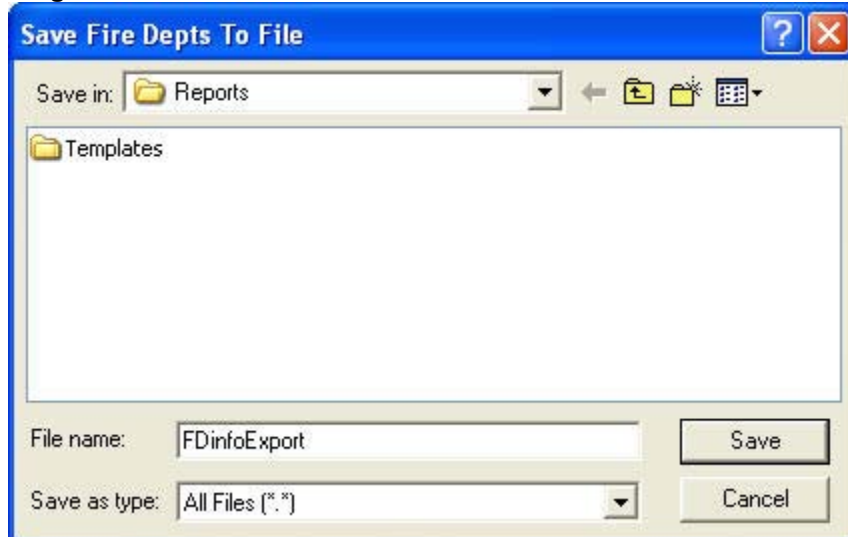 Save Fire Depts To File
Save in: Reports
Templates
File name: FDinfoExport Save
Save as type: All Files (*.*) Cancel